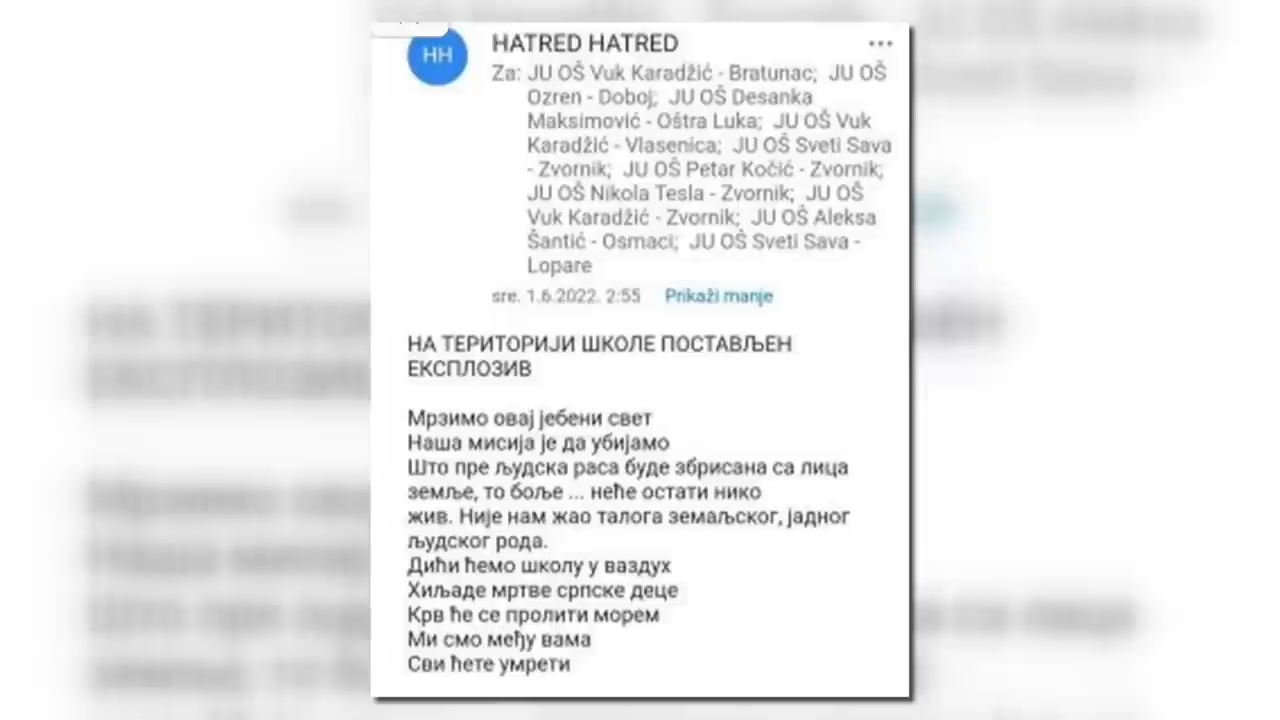 HH
HATRED HATRED
Za: JU OŠ Vuk Karadžić - Bratunac; JU OŠ
Ozren - Doboj; JU OŠ Desanka
Maksimović - Oštra Luka; JU OŠ Vuk
Karadžić - Vlasenica; JU OŠ Sveti Sava
- Zvornik; JU OŠ Petar Kočić - Zvornik;
JU OŠ Nikola Tesla - Zvornik; JU OŠ
Vuk Karadžić - Zvornik; JU OŠ Aleksa
Šantić - Osmaci; JU OŠ Sveti Sava -
Lopare
sre. 1.6.2022. 2:55 Prikaži manje
НА ТЕРИТОРИЈИ ШКОЛЕ ПОСТАВЉЕН
ЕКСПЛОЗИВ
Мрзимо овај јебени свет
Наша мисија је да убијамо
Што пре људска раса буде збрисана са лица
земље, то боље ... неће остати нико
жив. Није нам жао талога земаљског, јадног
људског рода.
Дићи ћемо школу у ваздух
Хиљаде мртве српске деце
Крв ће се пролити морем
Ми смо међу вама
Сви ћете умрети